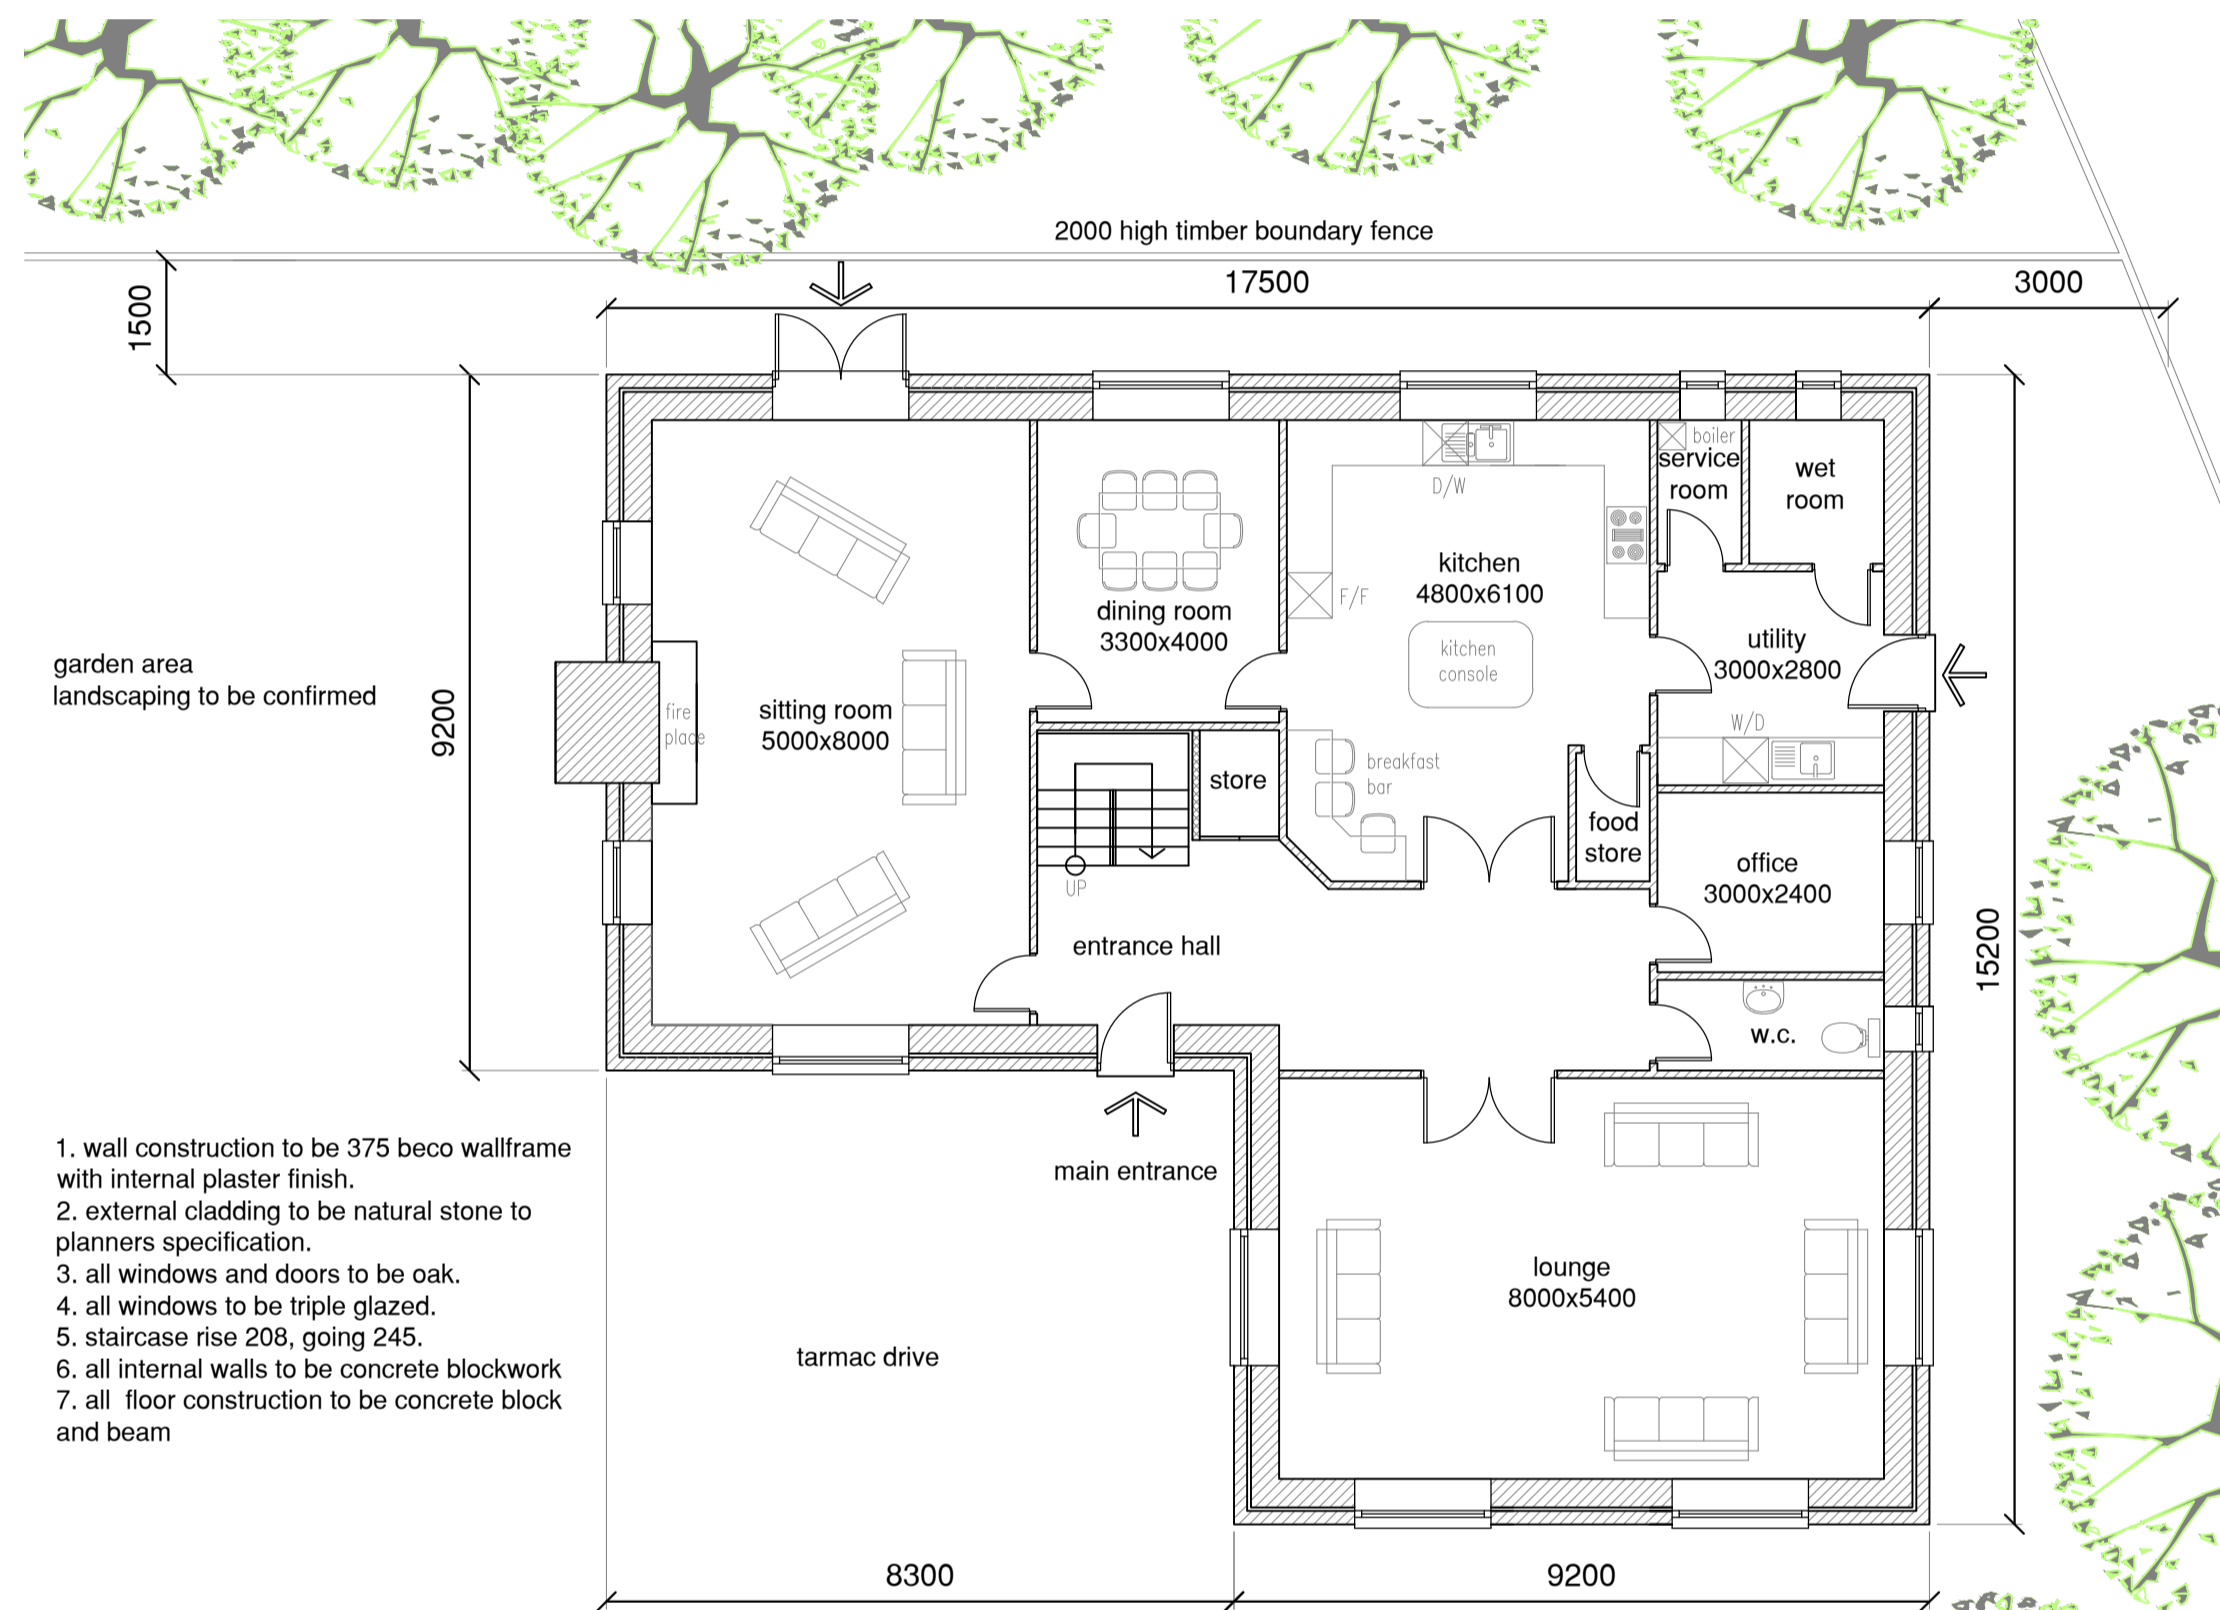 2000 high timber boundary fence
17500
3000
1500
boiler
service
room
wet
room
D/W
kitchen
4800x6100
F/F
dining room
3300x4000
kitchen
console
utility
3000x2800
garden area
landscaping to be confirmed
9200
fire
place
sitting room
5000x8000
W/D
breakfast
bar
store
food
store
office
3000x2400
UP
entrance hall
15200
w.c.
main entrance
1. wall construction to be 375 beco wallframe
with internal plaster finish.
2. external cladding to be natural stone to
planners specification.
3. all windows and doors to be oak.
4. all windows to be triple glazed.
5. staircase rise 208, going 245.
6. all internal walls to be concrete blockwork
7. all  floor construction to be concrete block
and beam
lounge
8000x5400
tarmac drive
8300
9200